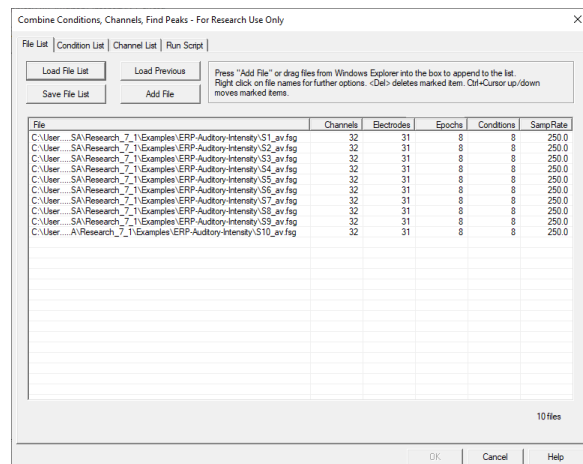 Combine Conditions, Channels, Find Peaks - For Research Use Only
File List Condition List Channel List Run Script
Load File List Load Previous
Save File List Add File
Press "Add File" or drag files from Windows Explorer into the box to append to the list.
Right click on file names for further options. <Del> deletes marked item. Ctrl+Cursor up/down
moves marked items.
File Channels Electrodes Epochs Conditions SampRate
C:\User.....SA\Research_7_1\Examples\ERP-Auditory-Intensity\S1_av.fsg 32 31 8 8 250.0
C:\User.....SA\Research_7_1\Examples\ERP-Auditory-Intensity\S2_av.fsg 32 31 8 8 250.0
C:\User.....SA\Research_7_1\Examples\ERP-Auditory-Intensity\S3_av.fsg 32 31 8 8 250.0
C:\User.....SA\Research_7_1\Examples\ERP-Auditory-Intensity\S4_av.fsg 32 31 8 8 250.0
C:\User.....SA\Research_7_1\Examples\ERP-Auditory-Intensity\S5_av.fsg 32 31 8 8 250.0
C:\User.....SA\Research_7_1\Examples\ERP-Auditory-Intensity\S6_av.fsg 32 31 8 8 250.0
C:\User.....SA\Research_7_1\Examples\ERP-Auditory-Intensity\S7_av.fsg 32 31 8 8 250.0
C:\User.....SA\Research_7_1\Examples\ERP-Auditory-Intensity\S8_av.fsg 32 31 8 8 250.0
C:\User.....SA\Research_7_1\Examples\ERP-Auditory-Intensity\S9_av.fsg 32 31 8 8 250.0
C:\User.....A\Research_7_1\Examples\ERP-Auditory-Intensity\S10_av.fsg 32 31 8 8 250.0
10 files
OK Cancel Help